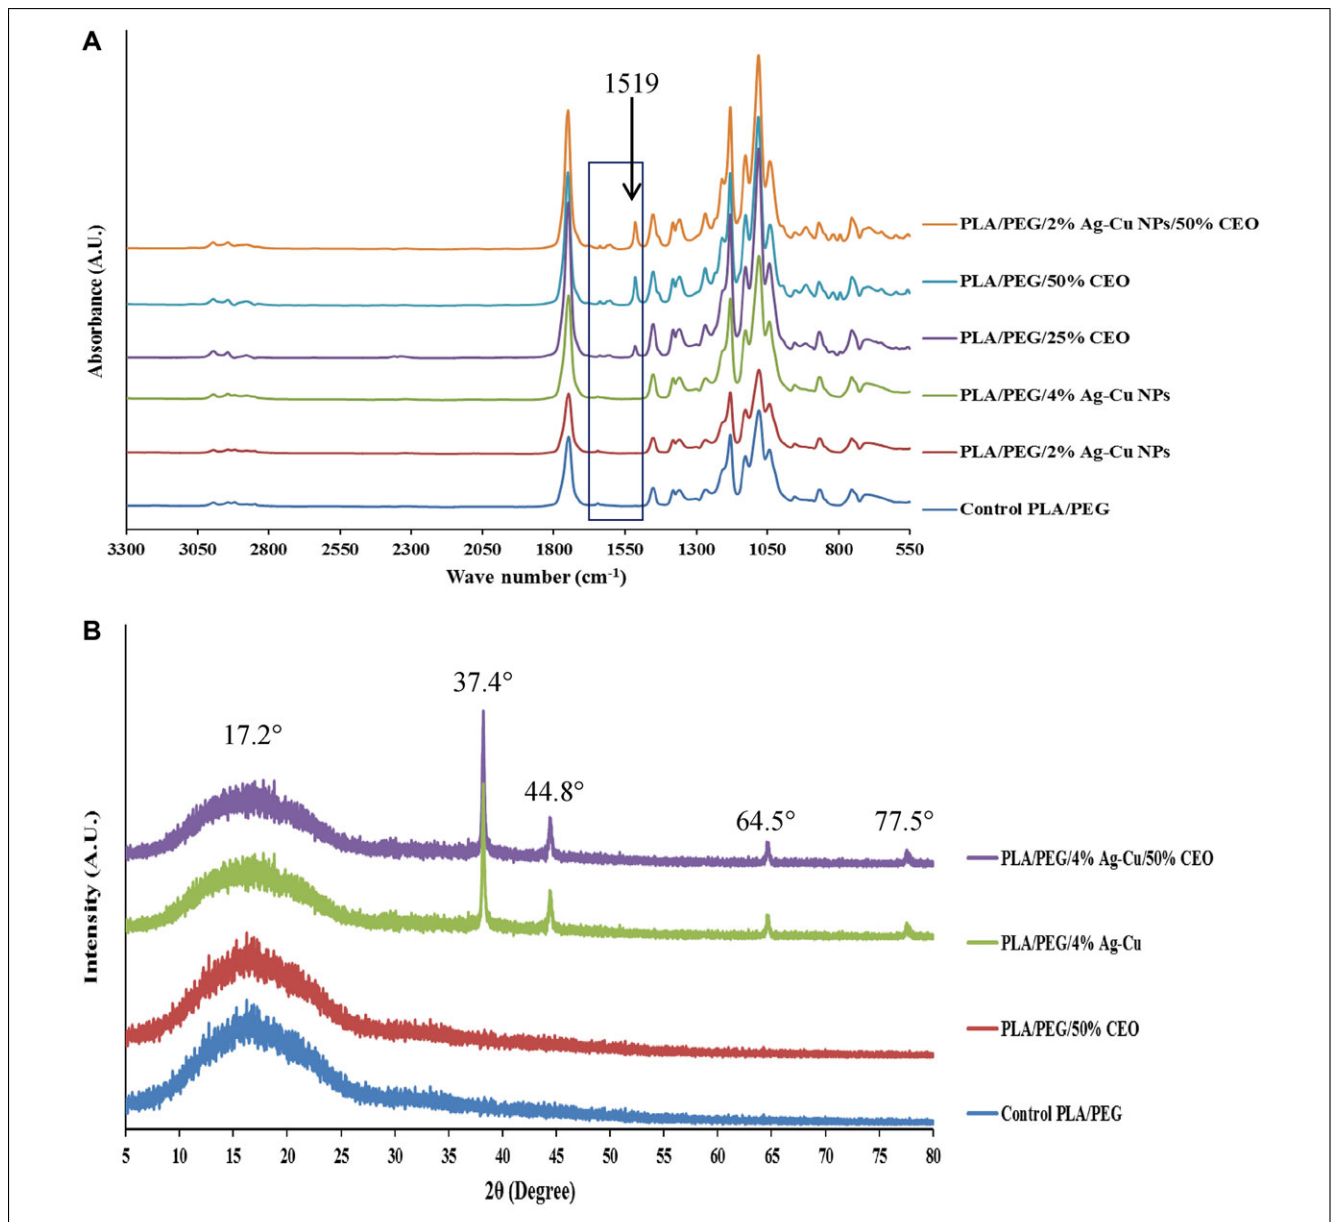 A
1519
Absorbance (A.U.)
PLA/PEG/2% Ag-Cu NPs/50% CEO
PLA/PEG/50% CEO
PLA/PEG/25% CEO
PLA/PEG/4% Ag-Cu NPs
PLA/PEG/2% Ag-Cu NPs
Control PLA/PEG
3300 3050 2800 2550 2300 2050 1800 1550 1300 1050 800 550
Wave number (cm-1)
B
37.4°
17.2°
44.8°
64.5°
77.5°
Intensity (A.U.)
PLA/PEG/4% Ag-Cu/50% CEO
PLA/PEG/4% Ag-Cu
PLA/PEG/50% CEO
Control PLA/PEG
5 10 15 20 25 30 35 40 45 50 55 60 65 70 75 80
2θ (Degree)